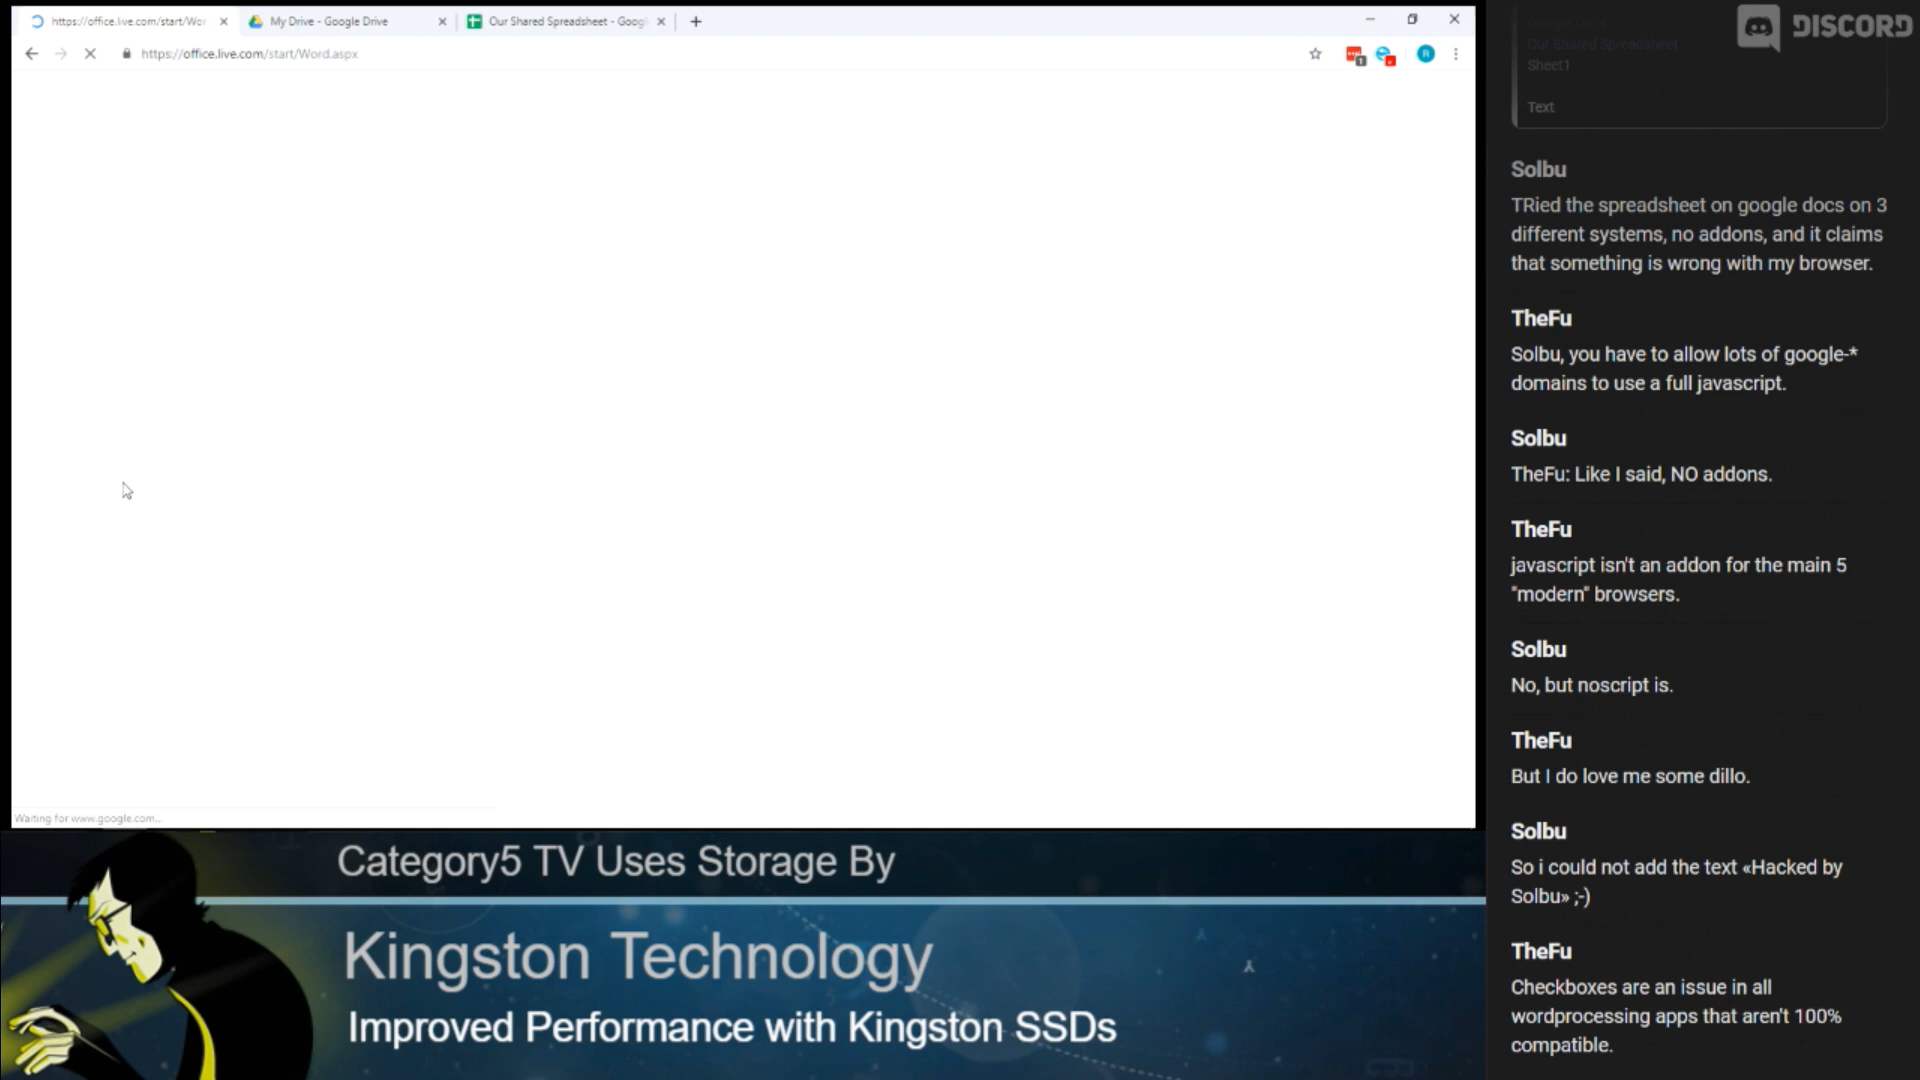 https://office.live.com/start/Wor
My Drive - Google Drive
Our Shared Spreadsheet - Goog
https://office.live.com/start/Word.aspx
1
R
Waiting for www.google.com...
Category5 TV Uses Storage By
Kingston Technology
Improved Performance with Kingston SSDs
DISCORD
Google Docs
Our Shared Spreadsheet
Sheet1
Text
Solbu
TRied the spreadsheet on google docs on 3
different systems, no addons, and it claims
that something is wrong with my browser.
TheFu
Solbu, you have to allow lots of google-*
domains to use a full javascript.
Solbu
TheFu: Like I said, NO addons.
TheFu
javascript isn't an addon for the main 5
"modern" browsers.
Solbu
No, but noscript is.
TheFu
But I do love me some dillo.
Solbu
So i could not add the text «Hacked by
Solbu» ;-)
TheFu
Checkboxes are an issue in all
wordprocessing apps that aren't 100%
compatible.